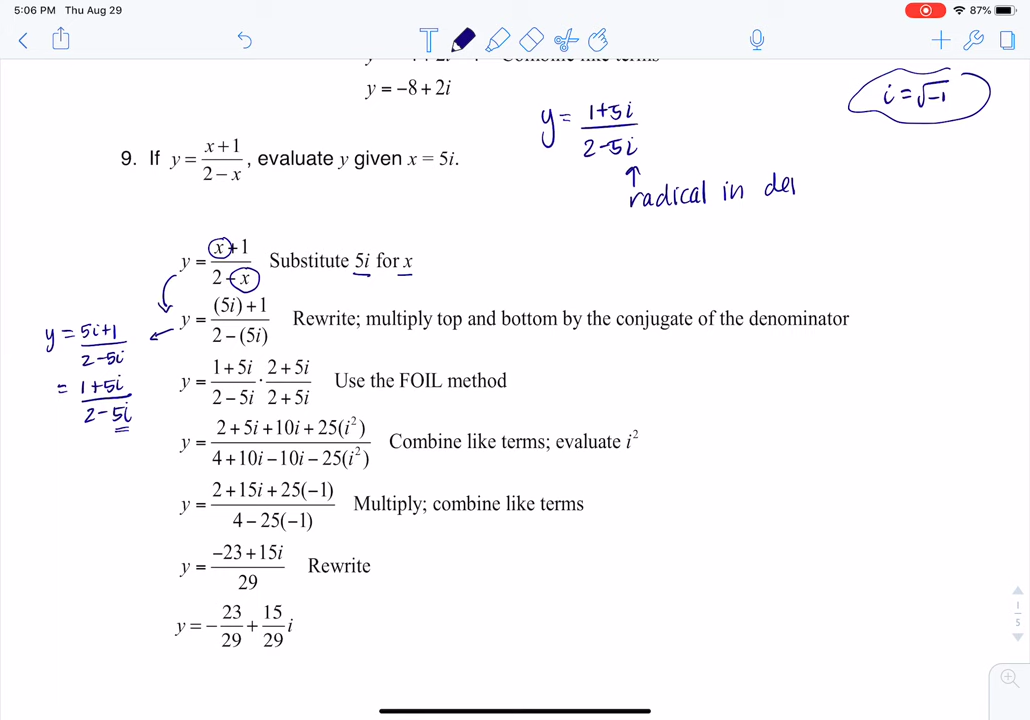 5:06 PM Thu Aug 29
87%
y = −8 + 2i
i = √−1
y = (1+5i)/(2−5i)
9. If y = (x+1)/(2−x), evaluate y given x = 5i.
↑
radical in der
y = (x+1)/(2−x) Substitute 5i for x
y = ((5i)+1)/(2−(5i)) Rewrite; multiply top and bottom by the conjugate of the denominator
y = (5i+1)/(2−5i)
= (1+5i)/(2−5i)
y = (1+5i)/(2−5i) · (2+5i)/(2+5i) Use the FOIL method
y = (2+5i+10i+25(i²))/(4+10i−10i−25(i²)) Combine like terms; evaluate i²
y = (2+15i+25(−1))/(4−25(−1)) Multiply; combine like terms
y = (−23+15i)/29 Rewrite
y = −23/29 + 15/29 i
1
5